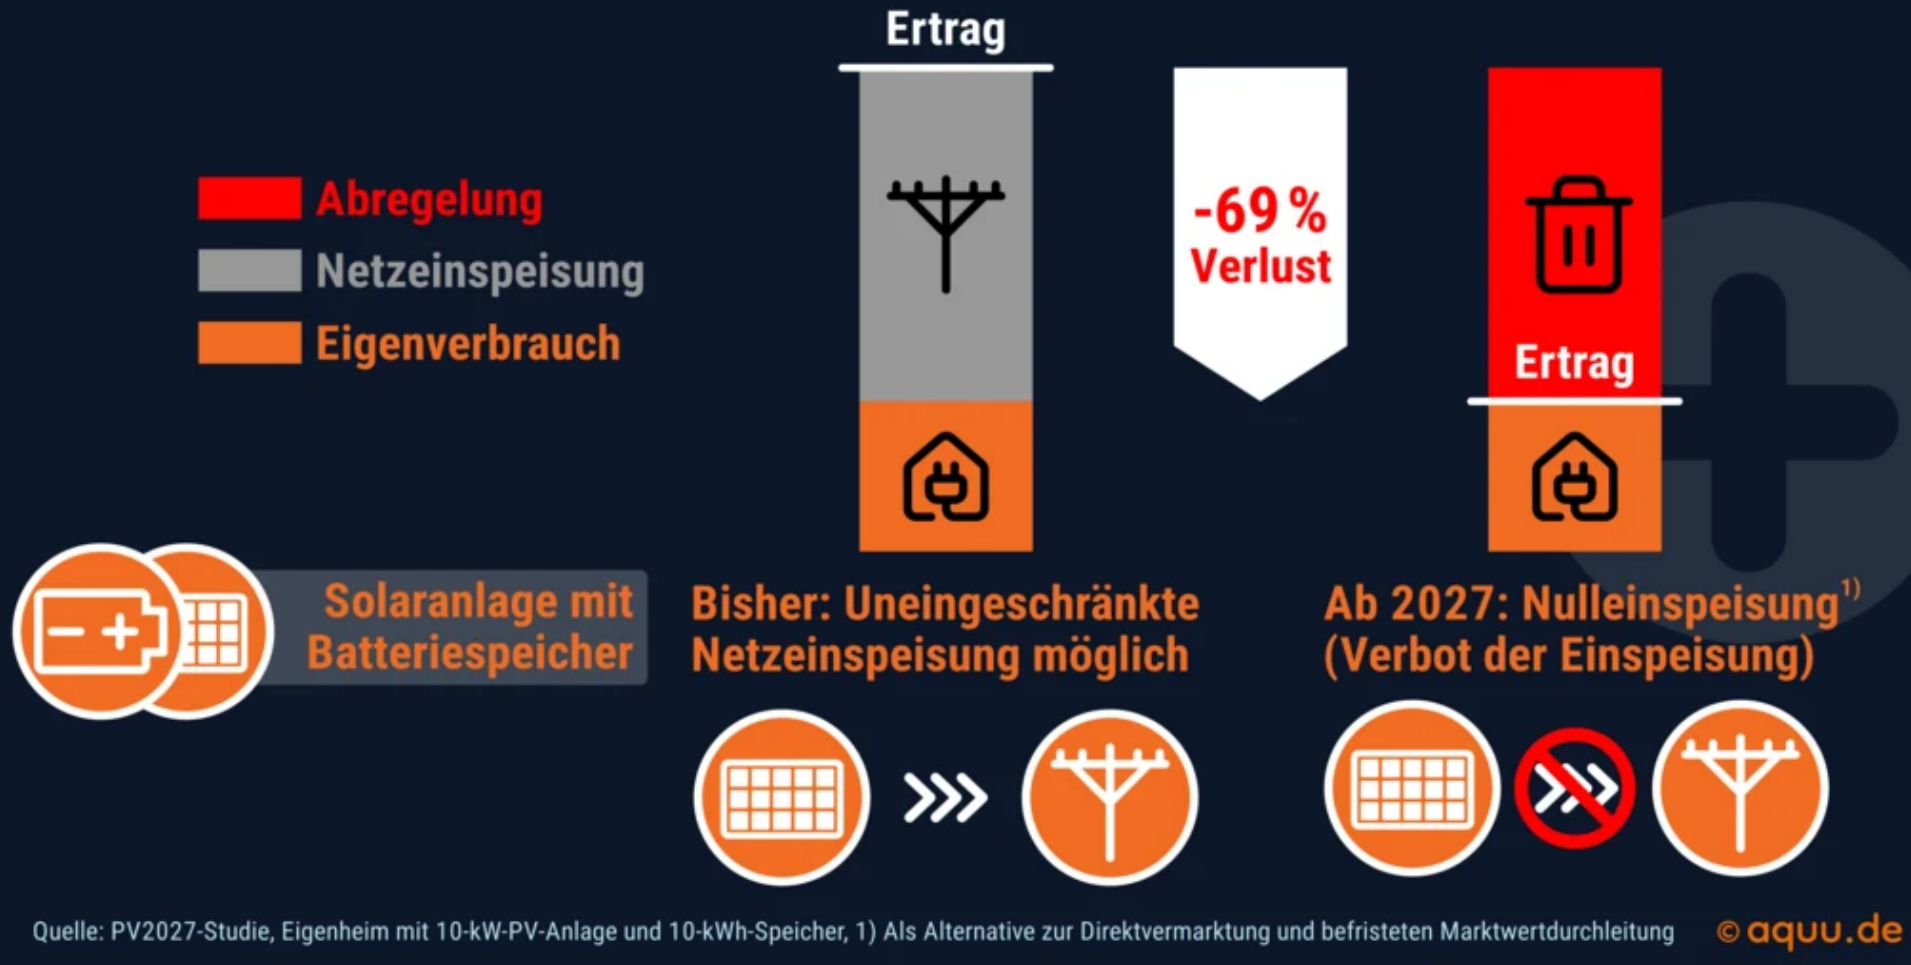 Ertrag
-69 %
Verlust
Ertrag
Abregelung
Netzeinspeisung
Eigenverbrauch
Solaranlage mit
Batteriespeicher
Bisher: Uneingeschränkte
Netzeinspeisung möglich
Ab 2027: Nulleinspeisung¹⁾
(Verbot der Einspeisung)
Quelle: PV2027-Studie, Eigenheim mit 10-kW-PV-Anlage und 10-kWh-Speicher, 1) Als Alternative zur Direktvermarktung und befristeten Marktwertdurchleitung
© aquu.de